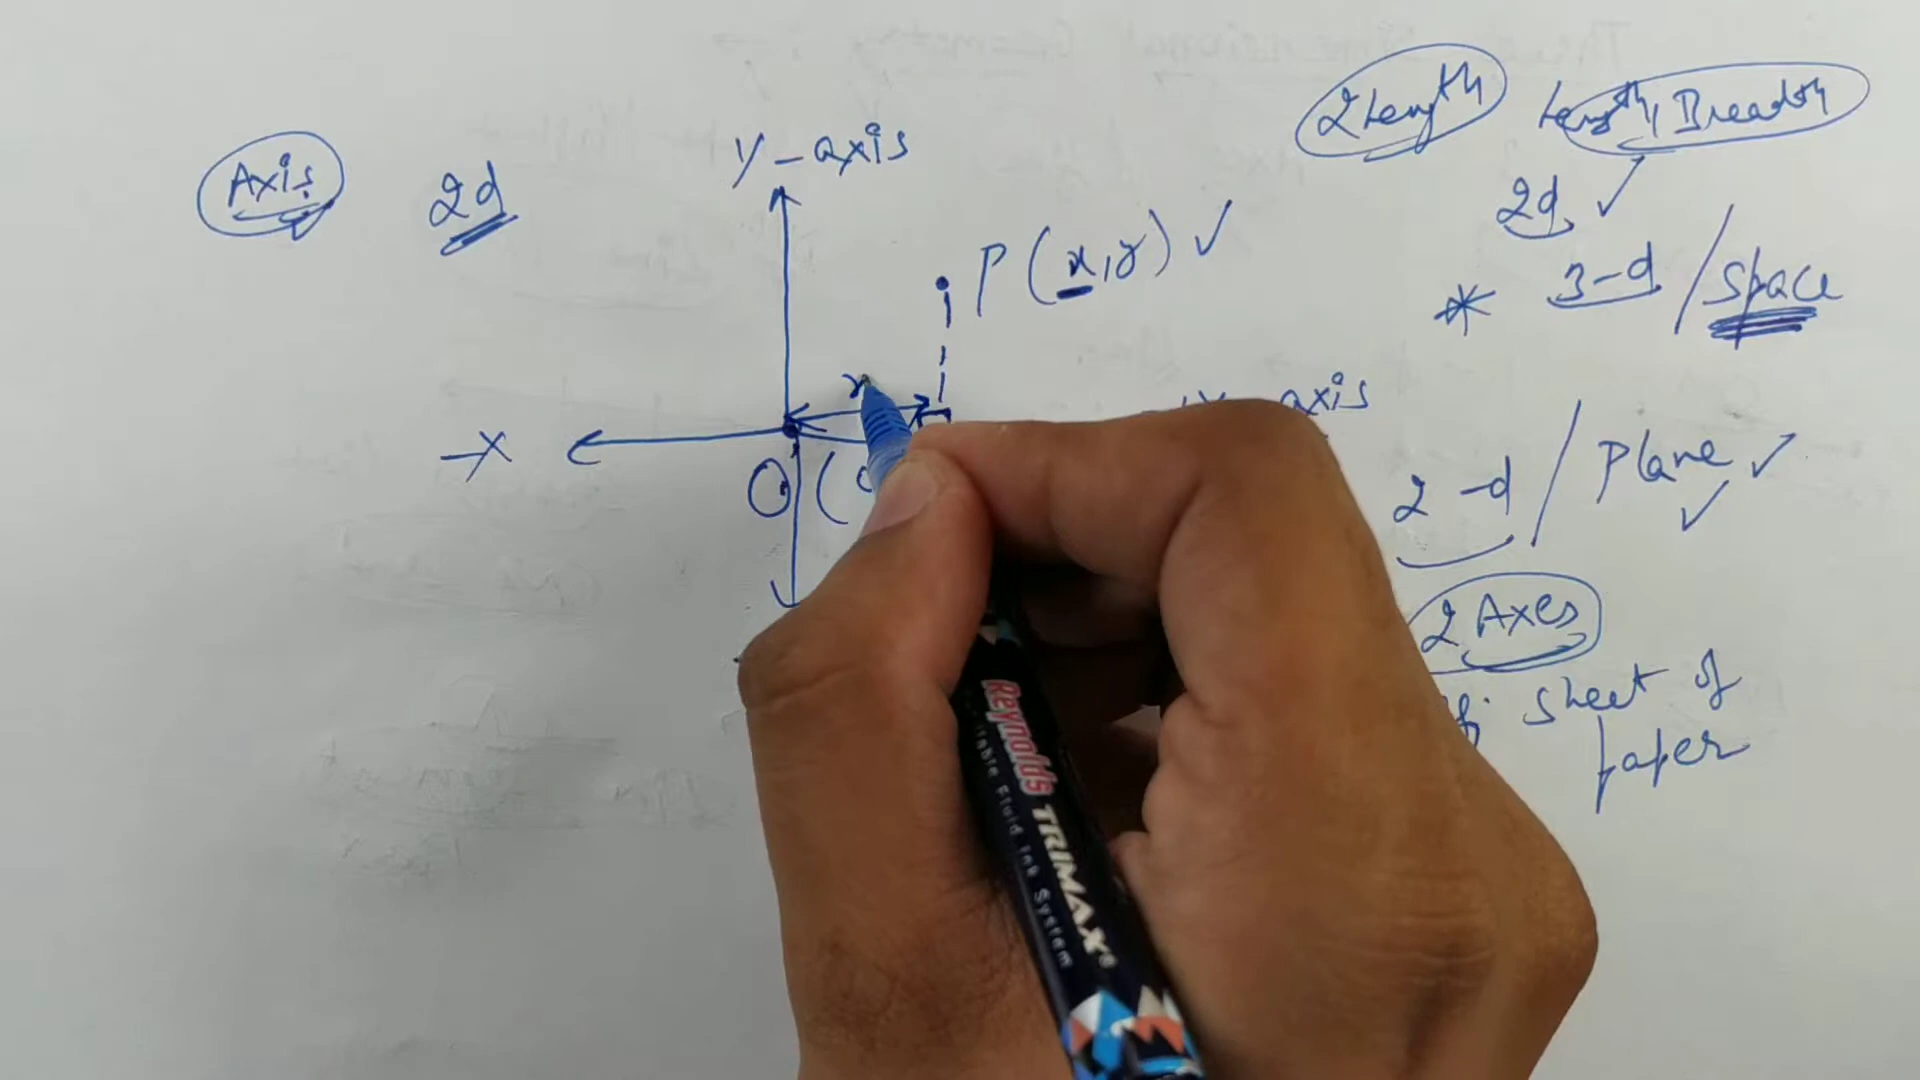 2 Length Length, Breadth
Axis 2d Y-axis
2d ✓
P(x,y) ✓
* 3-d / Space
x
axis
-X
O (
2-d / Plane ✓
✓
2 Axes
sheet of
paper
Reynolds TRIMAX
Fluid Ink System